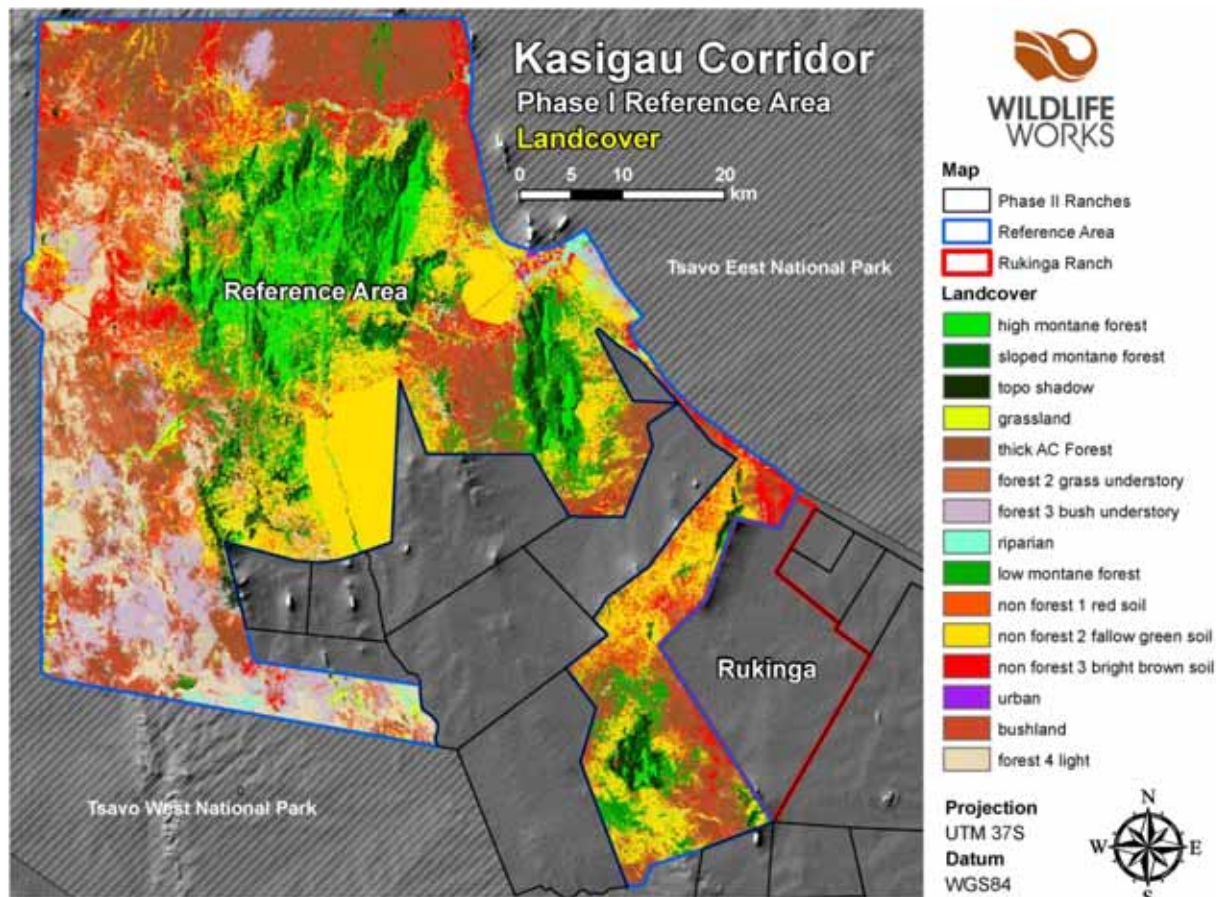 Kasigau Corridor
Phase I Reference Area
Landcover
0 5 10 20
km
Reference Area
Tsavo Eest National Park
Rukinga
Tsavo West National Park
WILDLIFE
WORKS
Map
Phase II Ranches
Reference Area
Rukinga Ranch
Landcover
high montane forest
sloped montane forest
topo shadow
grassland
thick AC Forest
forest 2 grass understory
forest 3 bush understory
riparian
low montane forest
non forest 1 red soil
non forest 2 fallow green soil
non forest 3 bright brown soil
urban
bushland
forest 4 light
Projection
UTM 37S
Datum
WGS84
N
W E
S